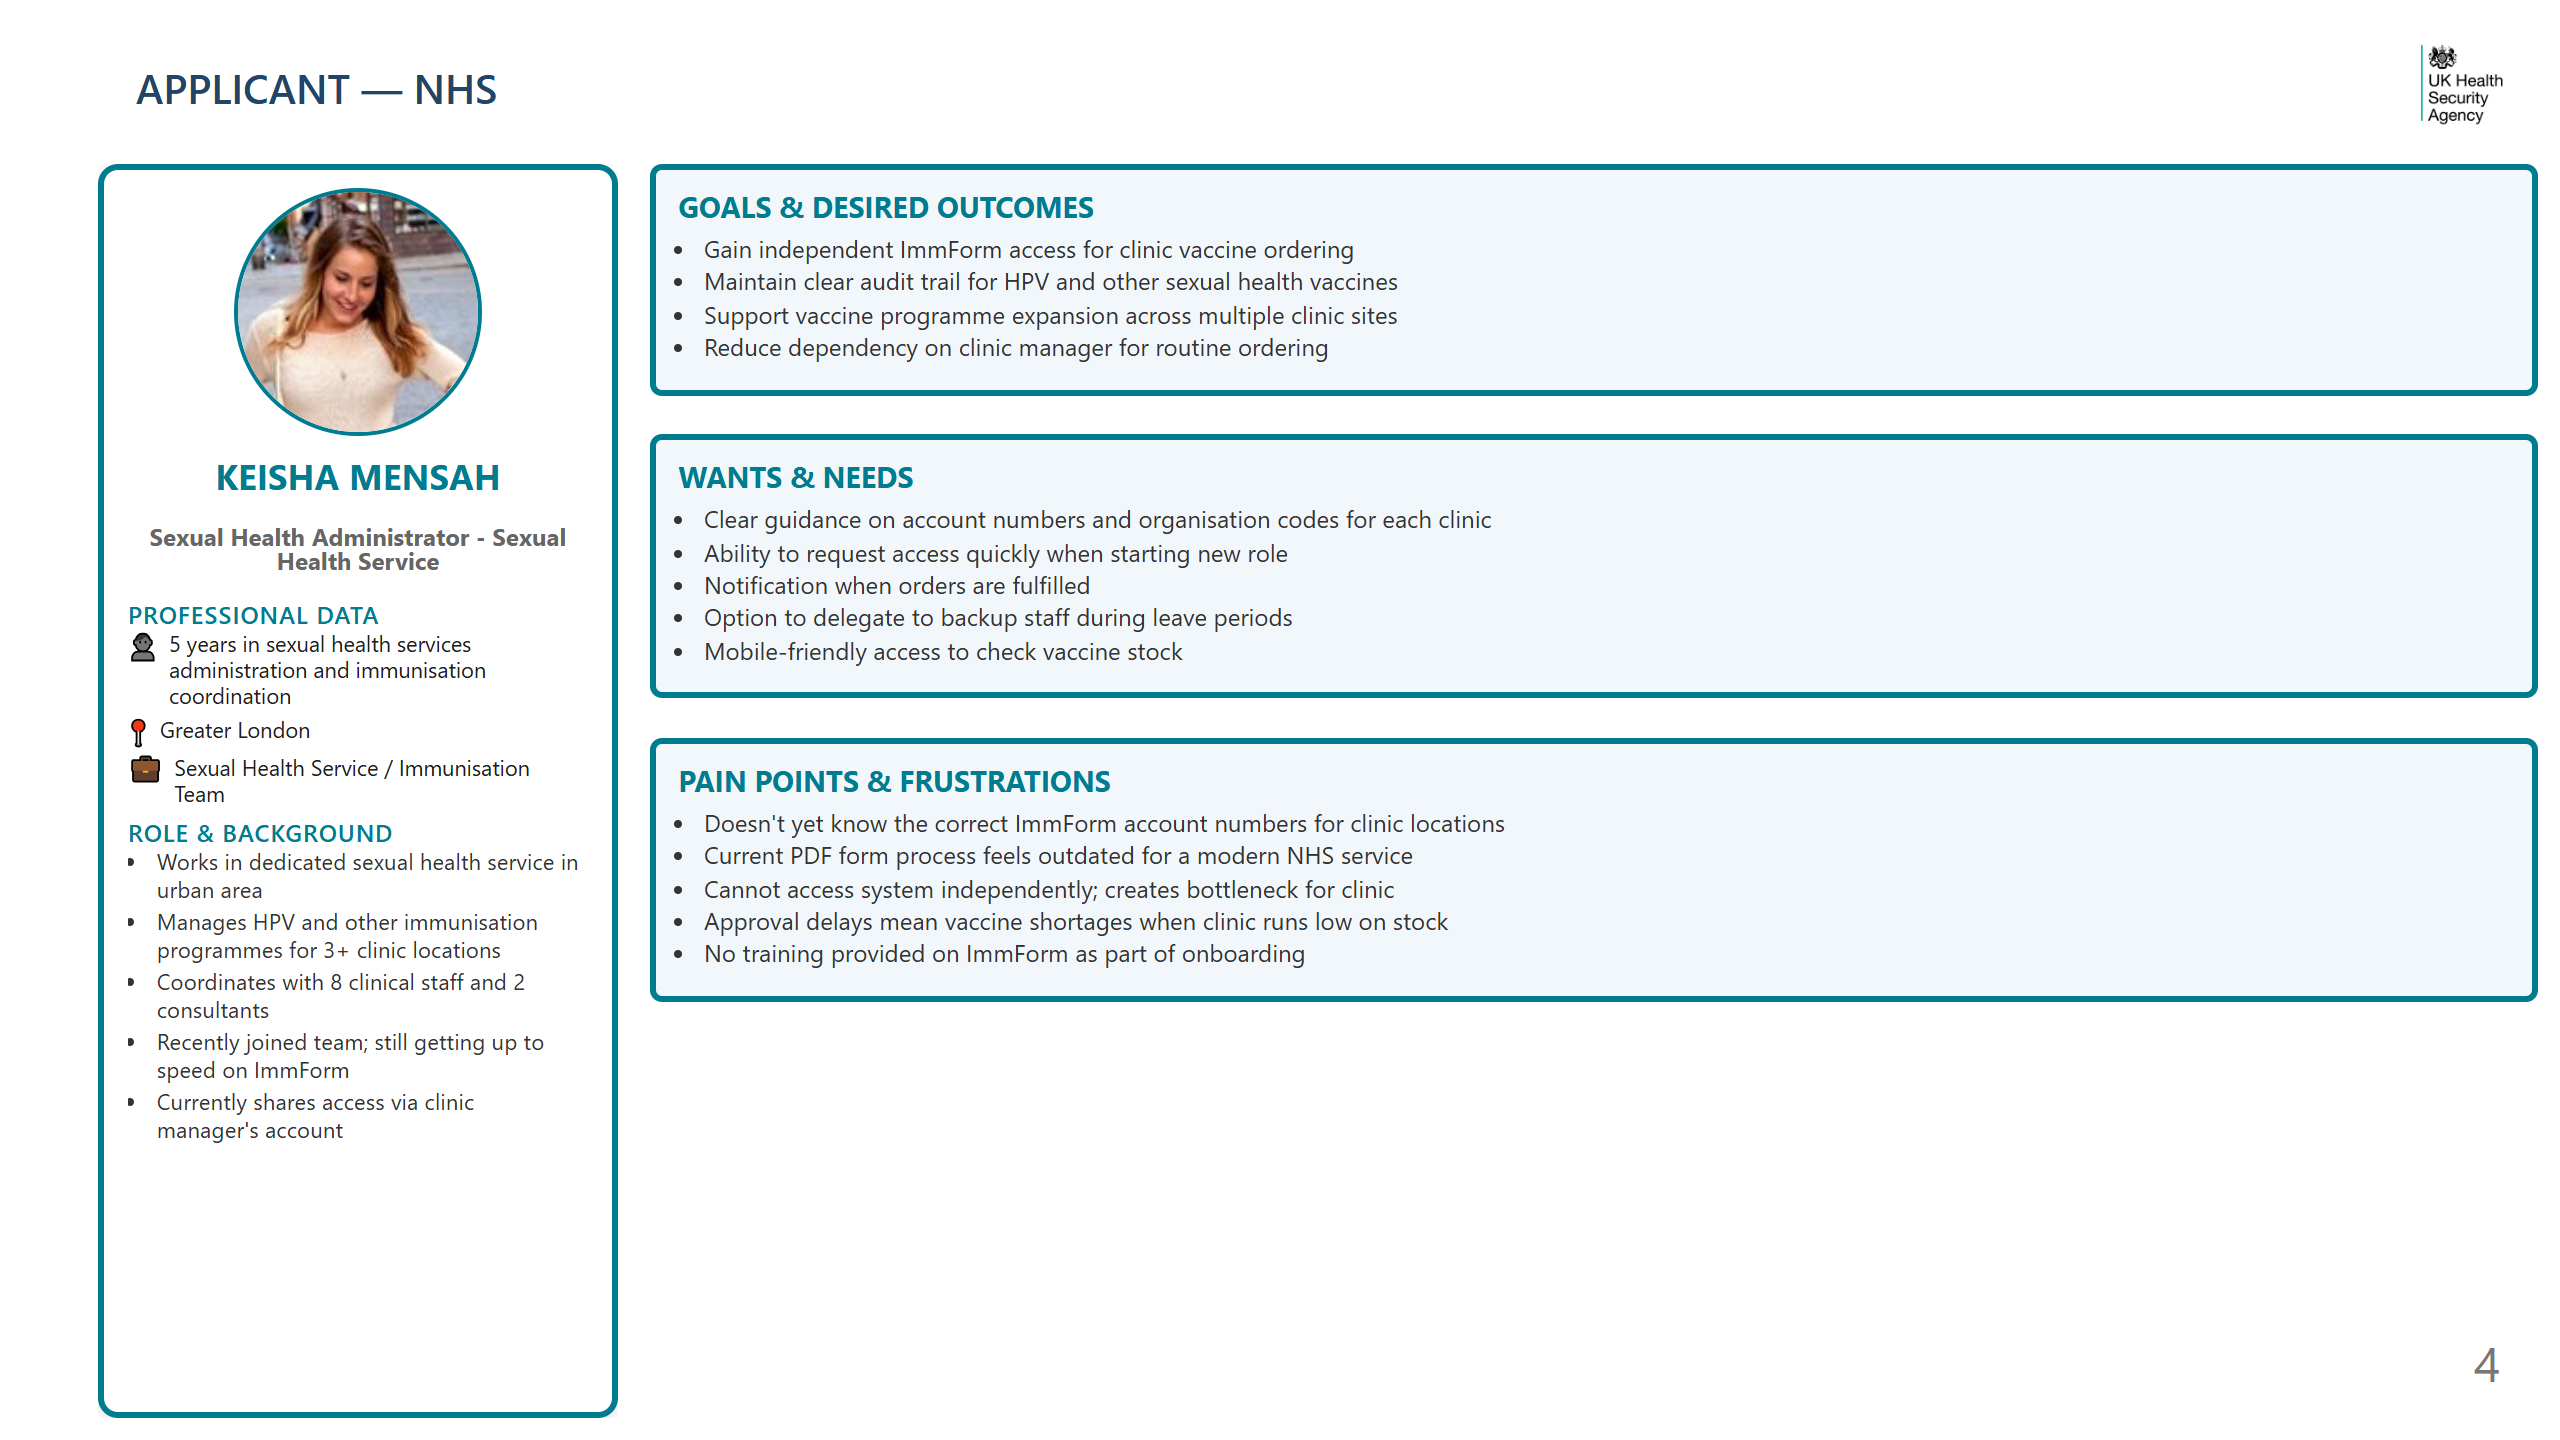 APPLICANT — NHS
UK Health
Security
Agency
KEISHA MENSAH
Sexual Health Administrator - Sexual
Health Service
PROFESSIONAL DATA
5 years in sexual health services
administration and immunisation
coordination
Greater London
Sexual Health Service / Immunisation
Team
ROLE & BACKGROUND
• Works in dedicated sexual health service in
urban area
• Manages HPV and other immunisation
programmes for 3+ clinic locations
• Coordinates with 8 clinical staff and 2
consultants
• Recently joined team; still getting up to
speed on ImmForm
• Currently shares access via clinic
manager's account
GOALS & DESIRED OUTCOMES
• Gain independent ImmForm access for clinic vaccine ordering
• Maintain clear audit trail for HPV and other sexual health vaccines
• Support vaccine programme expansion across multiple clinic sites
• Reduce dependency on clinic manager for routine ordering
WANTS & NEEDS
• Clear guidance on account numbers and organisation codes for each clinic
• Ability to request access quickly when starting new role
• Notification when orders are fulfilled
• Option to delegate to backup staff during leave periods
• Mobile-friendly access to check vaccine stock
PAIN POINTS & FRUSTRATIONS
• Doesn't yet know the correct ImmForm account numbers for clinic locations
• Current PDF form process feels outdated for a modern NHS service
• Cannot access system independently; creates bottleneck for clinic
• Approval delays mean vaccine shortages when clinic runs low on stock
• No training provided on ImmForm as part of onboarding
4